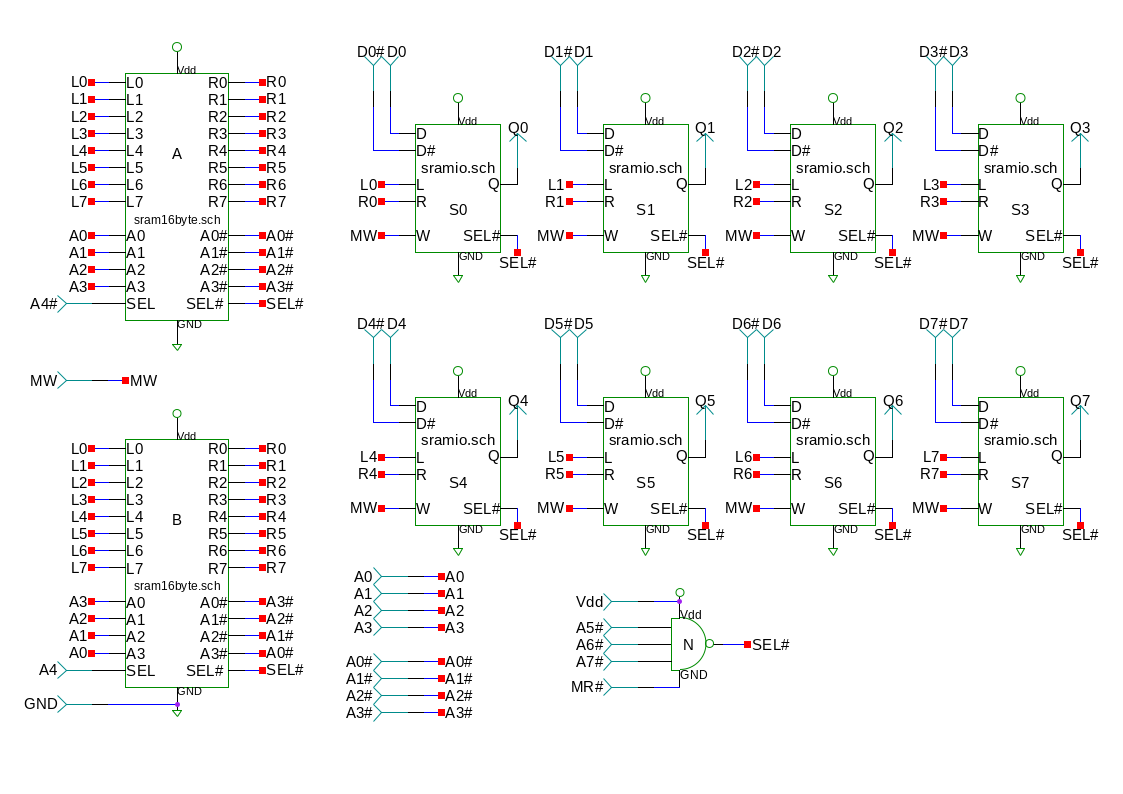 D0# D0 D1# D1 D2# D2 D3# D3
Vdd
L0 L0 R0 R0
L1 L1 R1 R1
L2 L2 R2 R2
L3 L3 R3 R3
L4 L4 R4 R4
L5 L5 R5 R5
L6 L6 R6 R6
L7 L7 R7 R7
A
sram16byte.sch
A0 A0 A0# A0#
A1 A1 A1# A1#
A2 A2 A2# A2#
A3 A3 A3# A3#
A4# SEL SEL# SEL#
GND
Vdd Q0
D
D#
sramio.sch
L0 L Q
R0 R
S0
MW W SEL#
GND SEL#
Vdd Q1
D
D#
sramio.sch
L1 L Q
R1 R
S1
MW W SEL#
GND SEL#
Vdd Q2
D
D#
sramio.sch
L2 L Q
R2 R
S2
MW W SEL#
GND SEL#
Vdd Q3
D
D#
sramio.sch
L3 L Q
R3 R
S3
MW W SEL#
GND SEL#
MW MW
D4# D4 D5# D5 D6# D6 D7# D7
Vdd
L0 L0 R0 R0
L1 L1 R1 R1
L2 L2 R2 R2
L3 L3 R3 R3
L4 L4 R4 R4
L5 L5 R5 R5
L6 L6 R6 R6
L7 L7 R7 R7
B
sram16byte.sch
A3 A0 A0# A3#
A2 A1 A1# A2#
A1 A2 A2# A1#
A0 A3 A3# A0#
A4 SEL SEL# SEL#
GND
GND
Vdd Q4
D
D#
sramio.sch
L4 L Q
R4 R
S4
MW W SEL#
GND SEL#
Vdd Q5
D
D#
sramio.sch
L5 L Q
R5 R
S5
MW W SEL#
GND SEL#
Vdd Q6
D
D#
sramio.sch
L6 L Q
R6 R
S6
MW W SEL#
GND SEL#
Vdd Q7
D
D#
sramio.sch
L7 L Q
R7 R
S7
MW W SEL#
GND SEL#
A0 A0
A1 A1
A2 A2
A3 A3
A0# A0#
A1# A1#
A2# A2#
A3# A3#
Vdd Vdd
A5#
A6# N SEL#
A7#
MR# GND